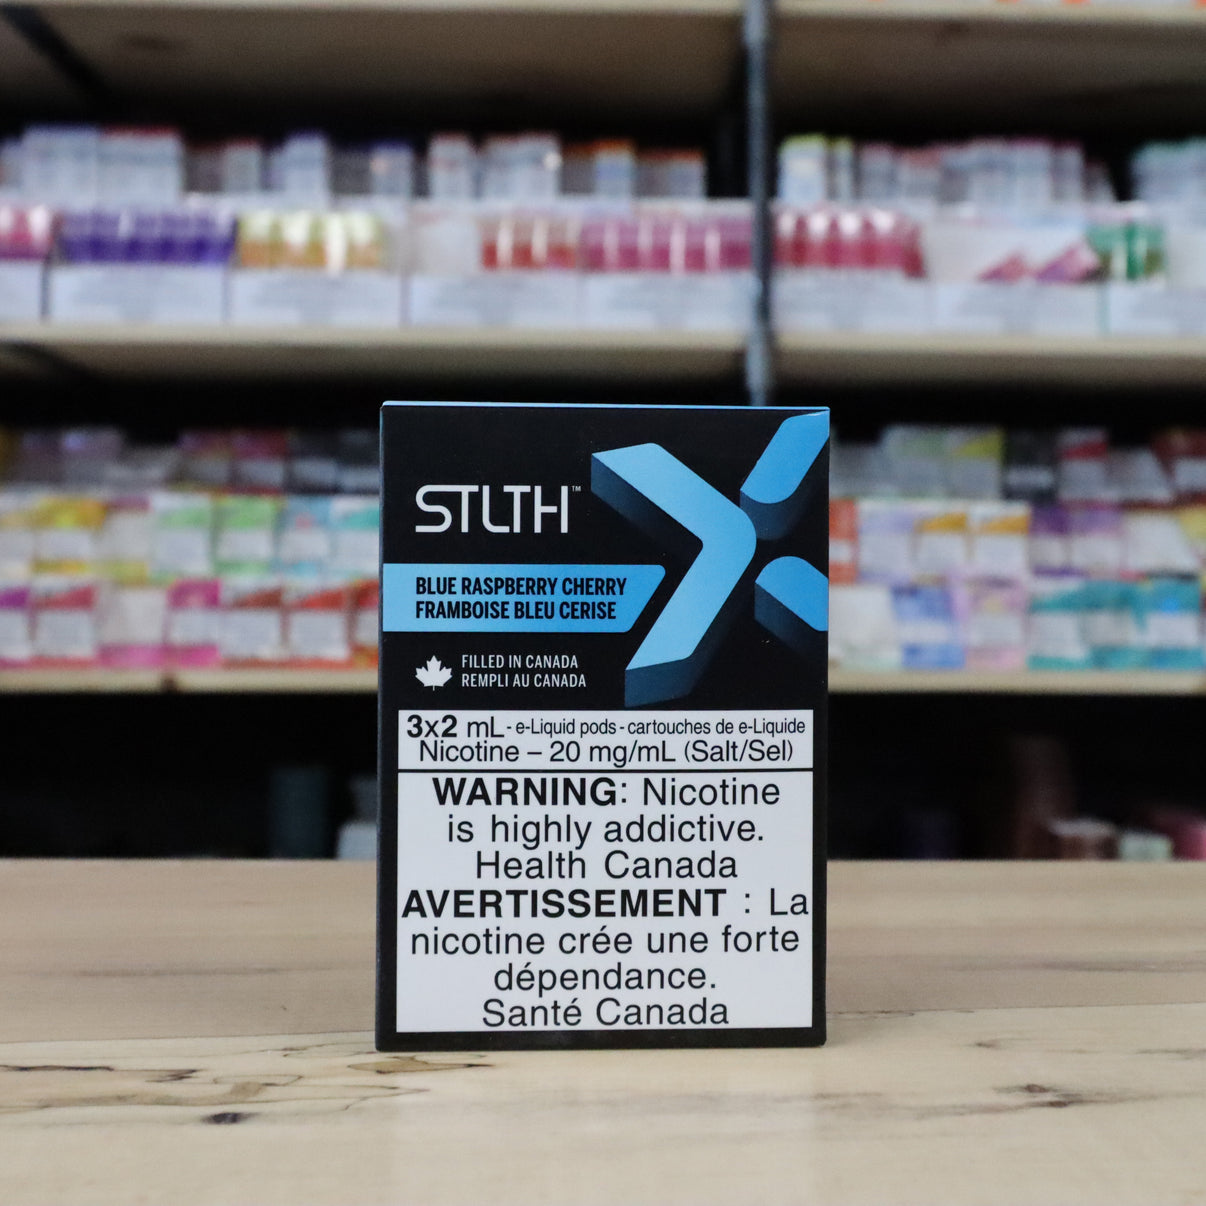 STLTH™
BLUE RASPBERRY CHERRY
FRAMBOISE BLEU CERISE
FILLED IN CANADA
REMPLI AU CANADA
3x2 mL - e-Liquid pods - cartouches de e-Liquide
Nicotine – 20 mg/mL (Salt/Sel)
WARNING: Nicotine
is highly addictive.
Health Canada
AVERTISSEMENT : La
nicotine crée une forte
dépendance.
Santé Canada